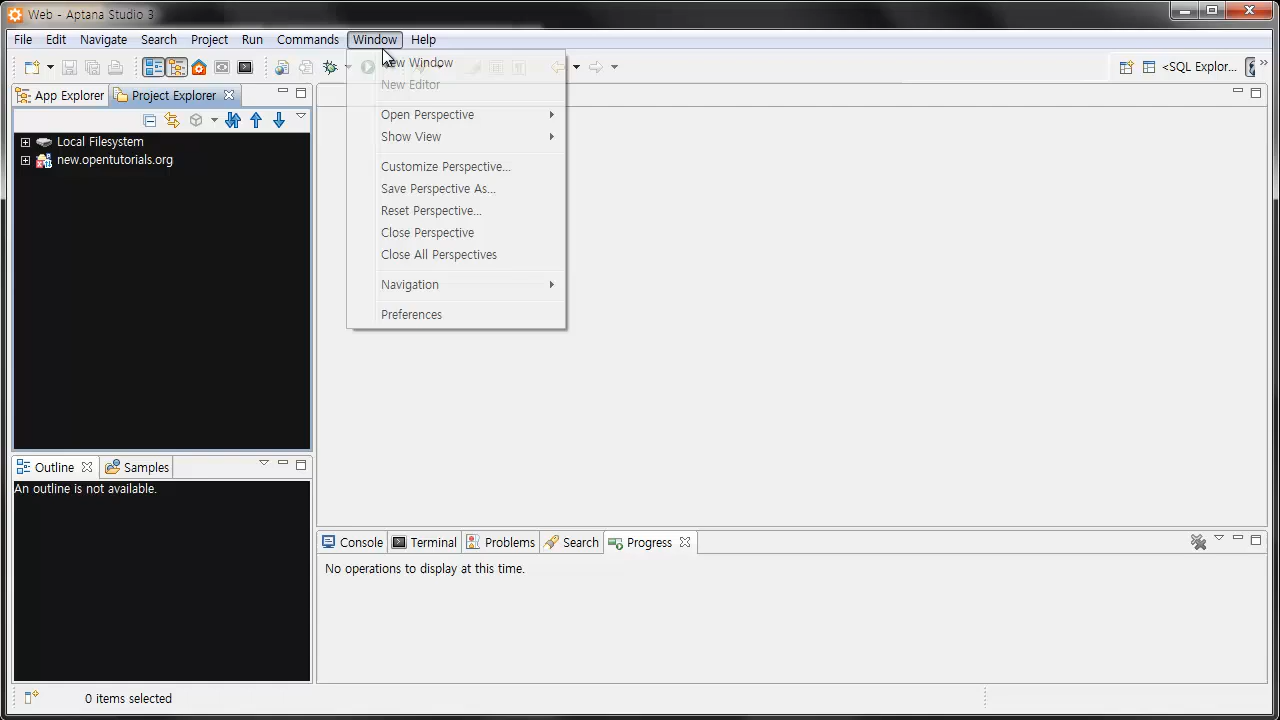 Web - Aptana Studio 3
File Edit Navigate Search Project Run Commands Window Help
<SQL Explor...
App Explorer Project Explorer
Local Filesystem
new.opentutorials.org
New Window
New Editor
Open Perspective
Show View
Customize Perspective...
Save Perspective As...
Reset Perspective...
Close Perspective
Close All Perspectives
Navigation
Preferences
Outline Samples
An outline is not available.
Console Terminal Problems Search Progress
No operations to display at this time.
0 items selected